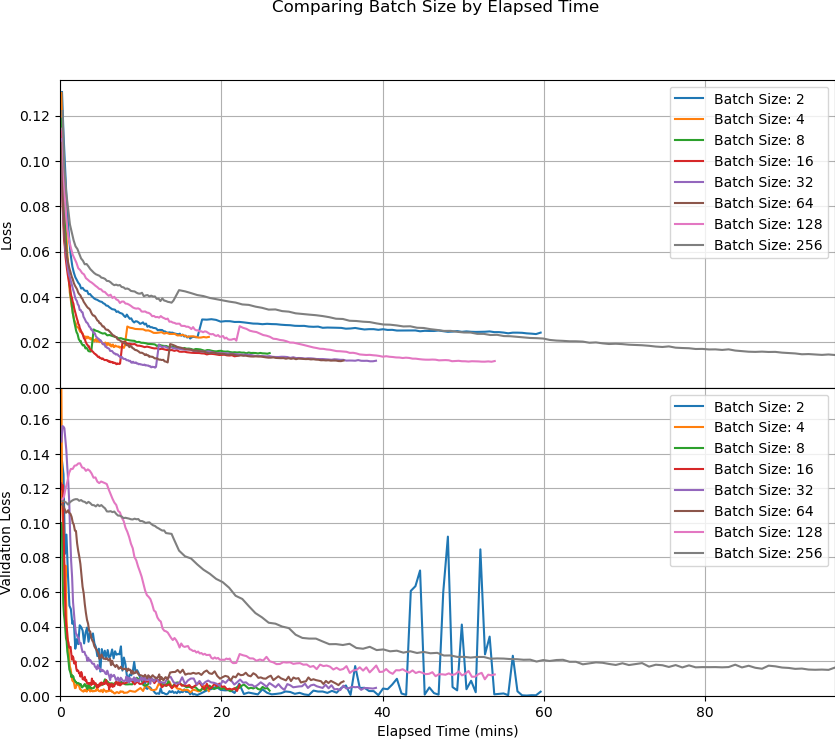 Comparing Batch Size by Elapsed Time
0.12
0.10
0.08
0.06
0.04
0.02
0.00
Loss
Batch Size: 2
Batch Size: 4
Batch Size: 8
Batch Size: 16
Batch Size: 32
Batch Size: 64
Batch Size: 128
Batch Size: 256
0.16
0.14
0.12
0.10
0.08
0.06
0.04
0.02
0.00
Validation Loss
Batch Size: 2
Batch Size: 4
Batch Size: 8
Batch Size: 16
Batch Size: 32
Batch Size: 64
Batch Size: 128
Batch Size: 256
0 20 40 60 80
Elapsed Time (mins)